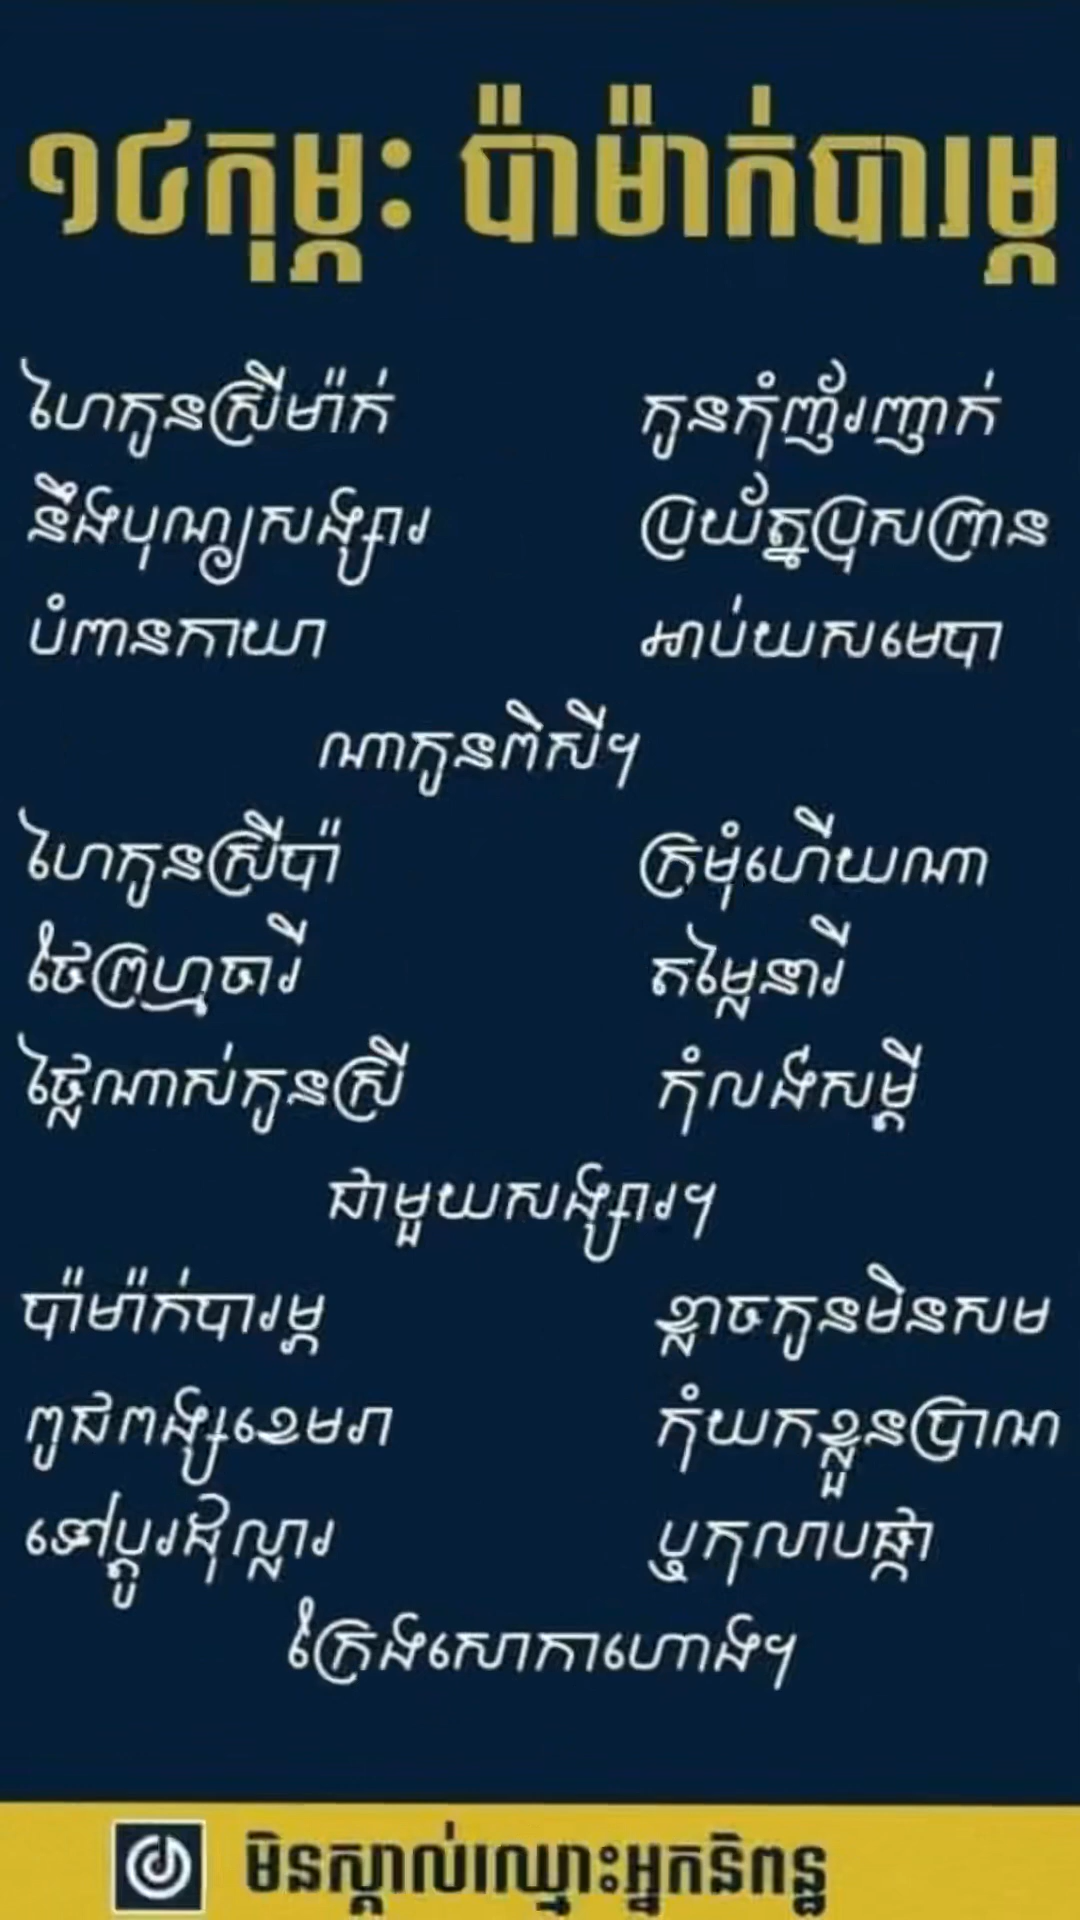 ១៤កុម្ភៈ ប៉ាម៉ាក់បារម្ភ
ហៃកូនស្រីម៉ាក់ កូនកុំញ័រញាក់
នឹងបុណ្យសង្សារ ប្រយ័ត្នប្រុសព្រាន
បំពានកាយា អាប់យសមេបា
ណាកូនពិសី។
ហៃកូនស្រីប៉ា ក្រមុំហើយណា
ថែព្រហ្មចារី តម្លៃនារី
ថ្លៃណាស់កូនស្រី កុំលង់សម្ដី
ជាមួយសង្សារ។
ប៉ាម៉ាក់បារម្ភ ខ្លាចកូនមិនសម
ពូជពង្សខេមរា កុំយកខ្លួនប្រាណ
ទៅប្ដូរដុល្លារ ឬកុលាបផ្កា
ក្រែងសោកាហោង។
មិនស្គាល់ឈ្មោះអ្នកនិពន្ធ